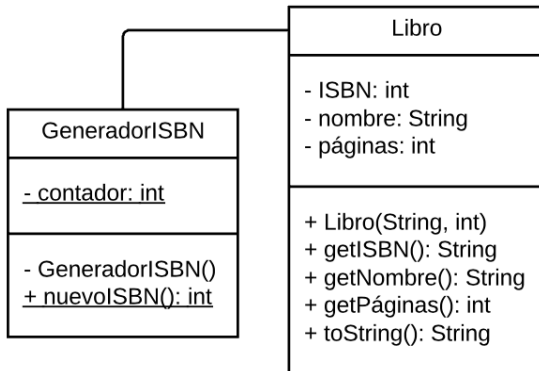 GeneradorISBN
- contador: int
- GeneradorISBN()
+ nuevoISBN(): int
Libro
- ISBN: int
- nombre: String
- páginas: int
+ Libro(String, int)
+ getISBN(): String
+ getNombre(): String
+ getPáginas(): int
+ toString(): String